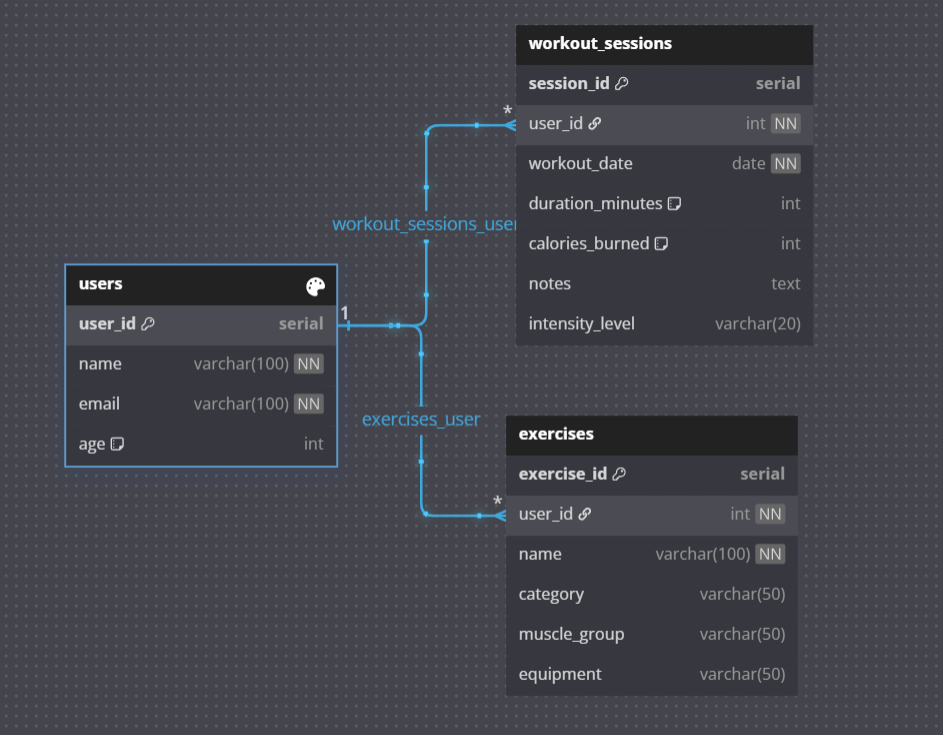 workout_sessions
session_id serial
*
user_id int NN
workout_date date NN
duration_minutes int
workout_sessions_user
calories_burned int
notes text
intensity_level varchar(20)
users
1
user_id serial
name varchar(100) NN
email varchar(100) NN
age int
exercises_user
exercises
exercise_id serial
*
user_id int NN
name varchar(100) NN
category varchar(50)
muscle_group varchar(50)
equipment varchar(50)